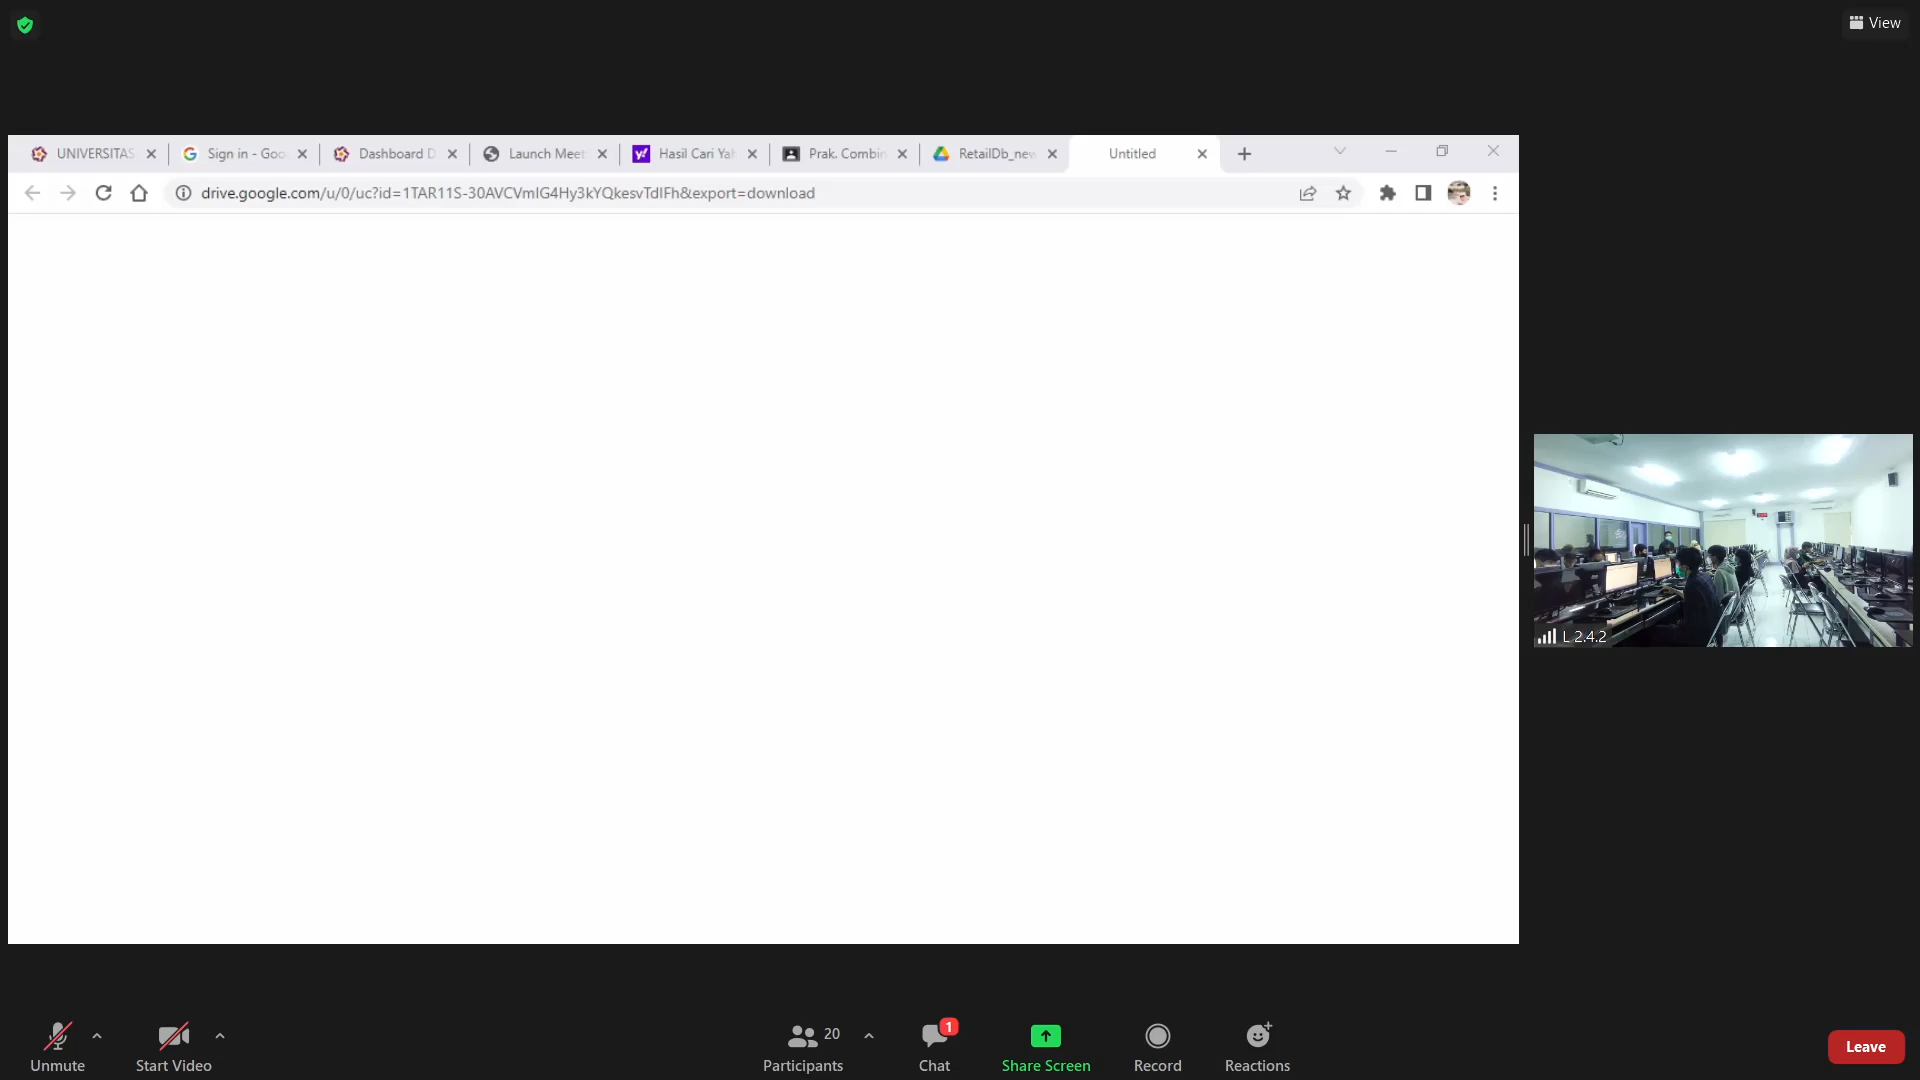 View
UNIVERSITAS
Sign in - Goo
Dashboard D
Launch Meet
Hasil Cari Yah
Prak. Combin
RetailDb_new
Untitled
drive.google.com/u/0/uc?id=1TAR11S-30AVCVmIG4Hy3kYQkesvTdIFh&export=download
L 2.4.2
Unmute
Start Video
20
Participants
1
Chat
Share Screen
Record
Reactions
Leave